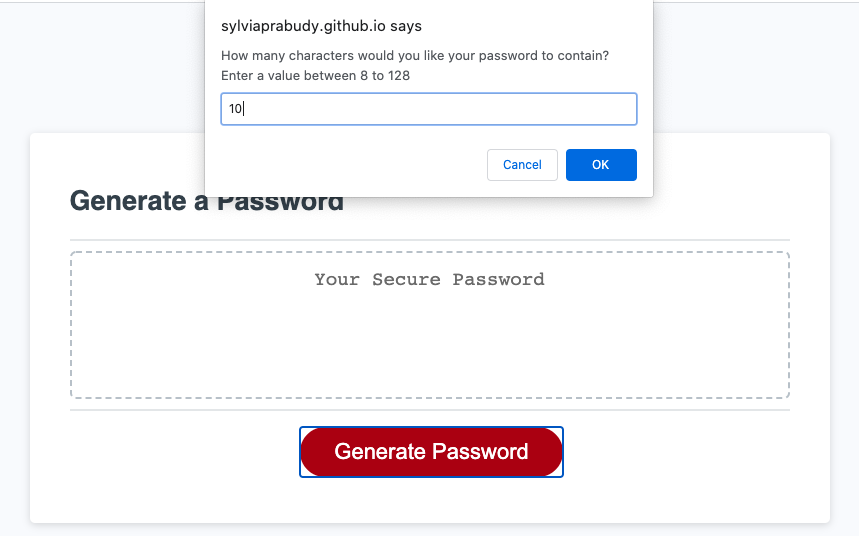 sylviaprabudy.github.io says
How many characters would you like your password to contain?
Enter a value between 8 to 128
10
Cancel
OK
Generate a Password
Your Secure Password
Generate Password